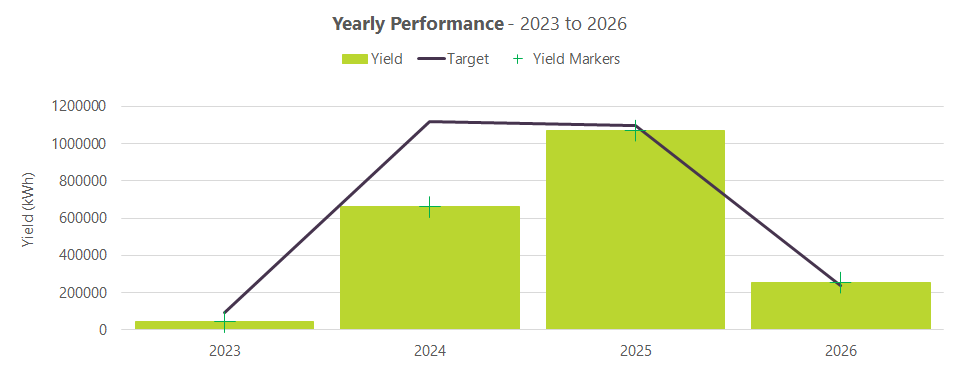 Yearly Performance - 2023 to 2026
Yield Target Yield Markers
Yield (kWh)
1200000
1000000
800000
600000
400000
200000
0
2023 2024 2025 2026